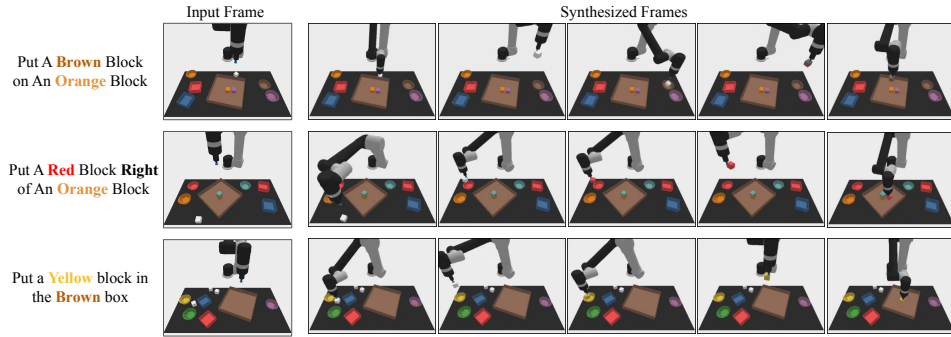 Input Frame
Synthesized Frames
Put A Brown Block
on An Orange Block
Put A Red Block Right
of An Orange Block
Put a Yellow block in
the Brown box